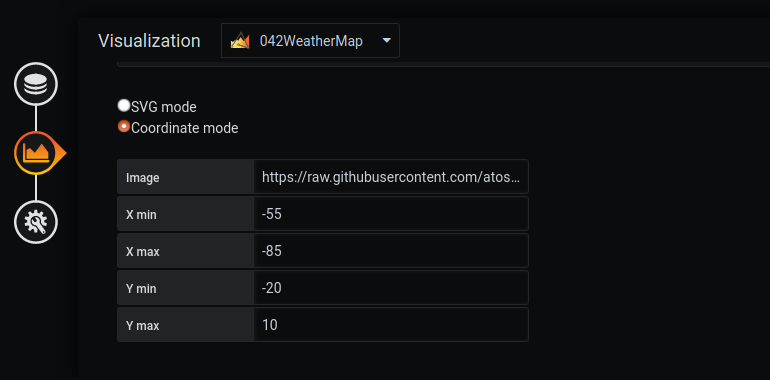 Visualization 042WeatherMap
SVG mode
Coordinate mode
Image https://raw.githubusercontent.com/atos...
X min -55
X max -85
Y min -20
Y max 10